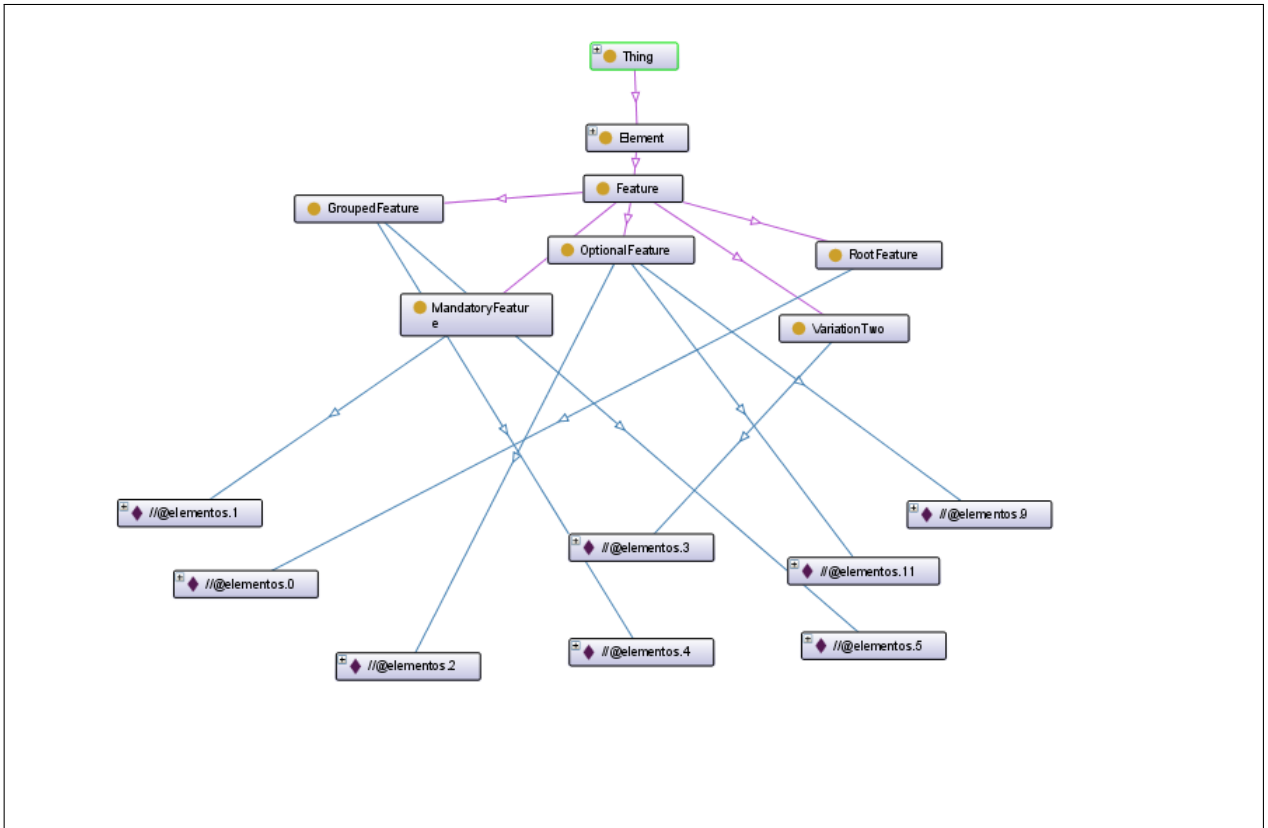 Thing
Element
Feature
GroupedFeature
OptionalFeature
RootFeature
MandatoryFeatur
e
VariationTwo
//@elementos.1
//@elementos.9
//@elementos.3
//@elementos.11
//@elementos.0
//@elementos.5
//@elementos.4
//@elementos.2